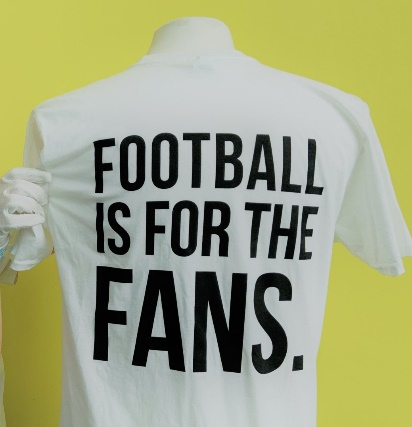 FOOTBALL
IS FOR THE
FANS.